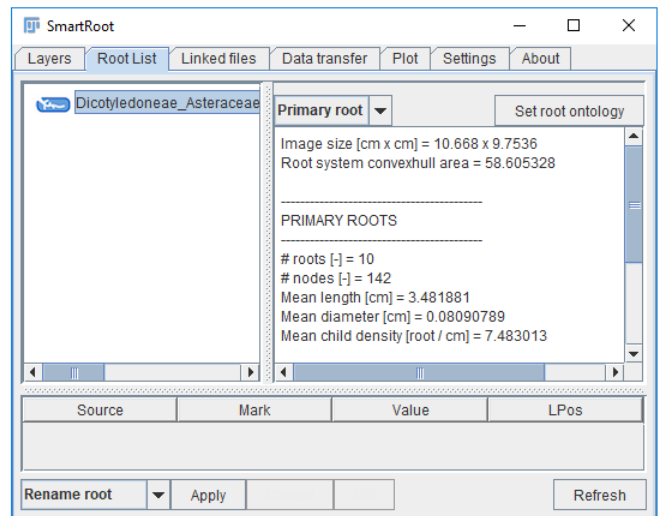 SmartRoot
Layers Root List Linked files Data transfer Plot Settings About
Dicotyledoneae_Asteraceae
Primary root Set root ontology
Image size [cm x cm] = 10.668 x 9.7536
Root system convexhull area = 58.605328
-----------------------------------------
PRIMARY ROOTS
-----------------------------------------
# roots [-] = 10
# nodes [-] = 142
Mean length [cm] = 3.481881
Mean diameter [cm] = 0.08090789
Mean child density [root / cm] = 7.483013
Source Mark Value LPos
Rename root Apply Refresh